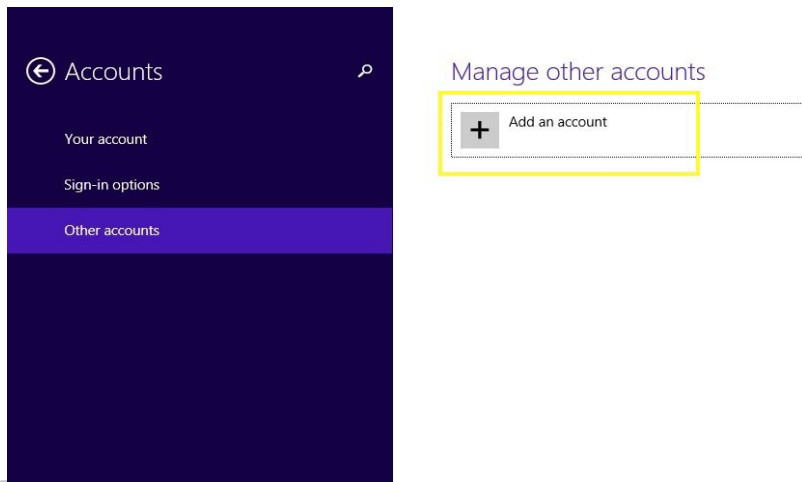 Accounts
Your account
Sign-in options
Other accounts
Manage other accounts
Add an account